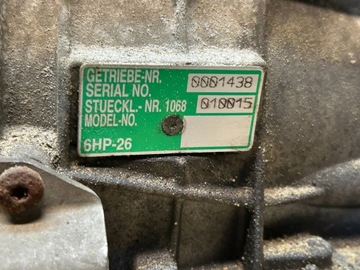 GETRIEBE-NR. 0001438
SERIAL NO.
STUECKL.- NR. 1068 010015
MODEL-NO.
6HP-26